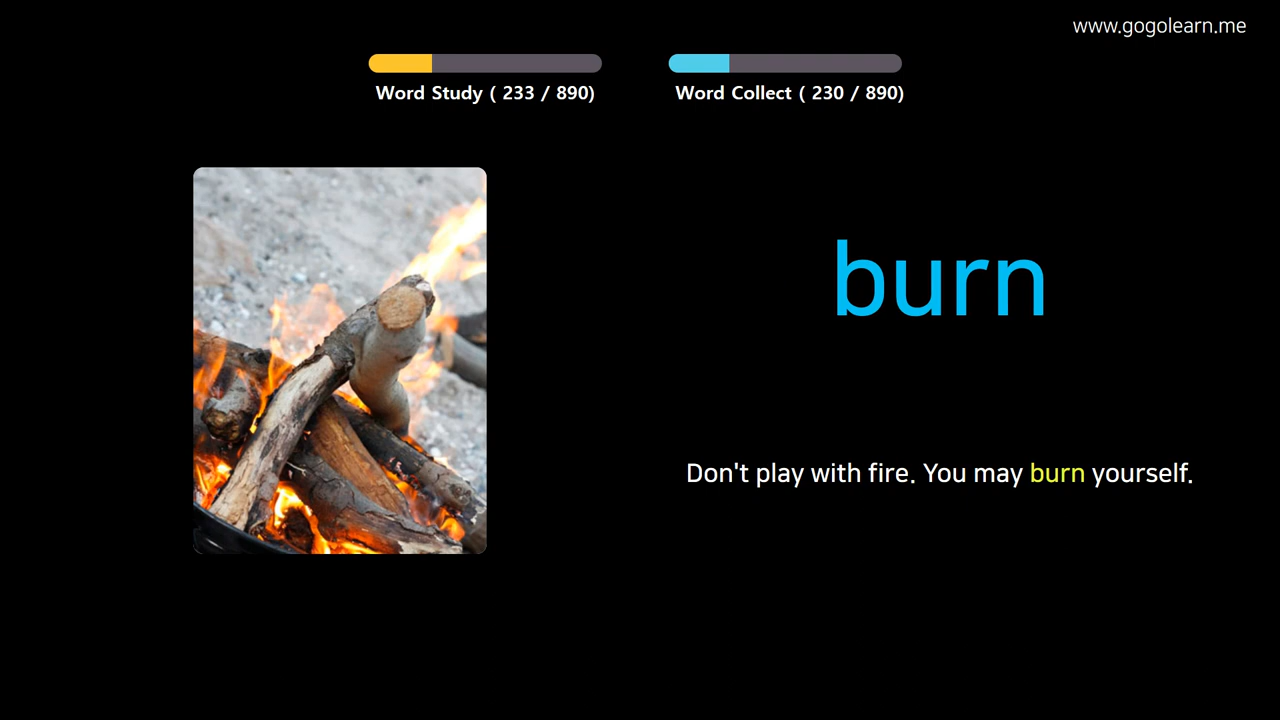 www.gogolearn.me
Word Study ( 233 / 890)
Word Collect ( 230 / 890)
burn
Don't play with fire. You may burn yourself.